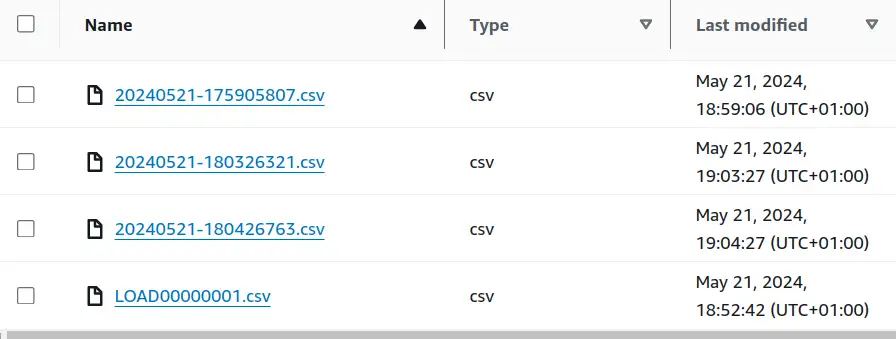 Name Type Last modified
20240521-175905807.csv csv May 21, 2024,
18:59:06 (UTC+01:00)
20240521-180326321.csv csv May 21, 2024,
19:03:27 (UTC+01:00)
20240521-180426763.csv csv May 21, 2024,
19:04:27 (UTC+01:00)
LOAD00000001.csv csv May 21, 2024,
18:52:42 (UTC+01:00)